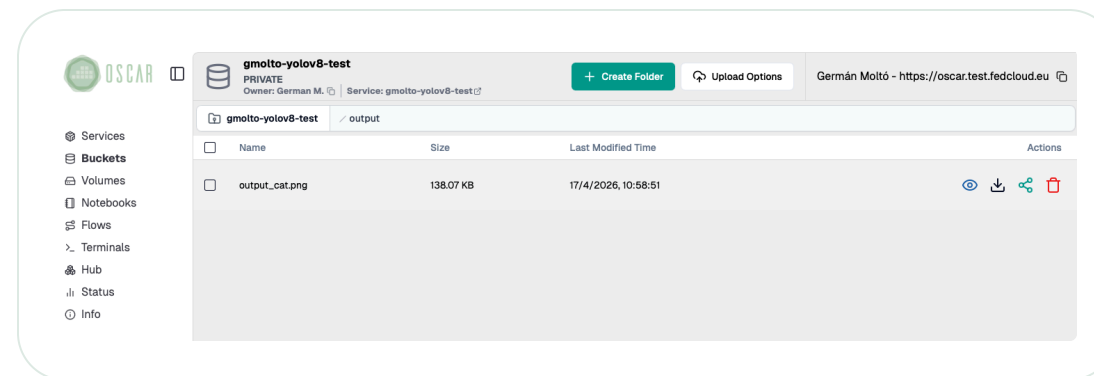 OSCAR
gmolto-yolov8-test
PRIVATE
Owner: German M. | Service: gmolto-yolov8-test
+ Create Folder
Upload Options
Germán Moltó - https://oscar.test.fedcloud.eu
gmolto-yolov8-test / output
Services
Buckets
Volumes
Notebooks
Flows
Terminals
Hub
Status
Info
Name Size Last Modified Time Actions
output_cat.png 138.07 KB 17/4/2026, 10:58:51